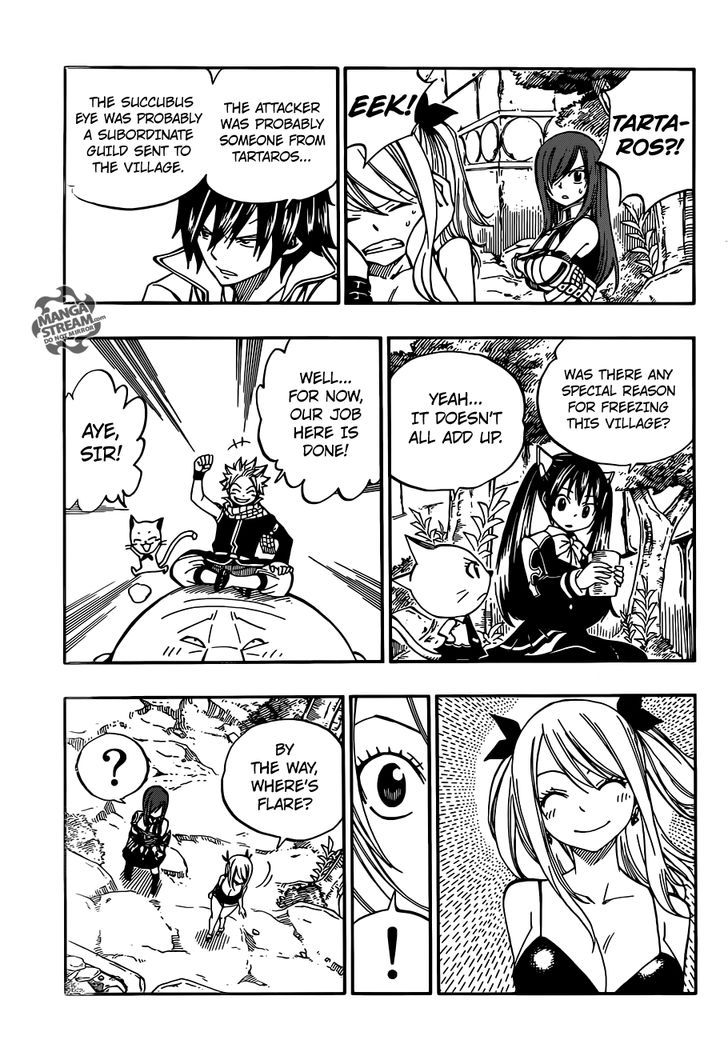 EEK!
TARTA-
ROS?!
THE ATTACKER
WAS PROBABLY
SOMEONE FROM
TARTAROS...
THE SUCCUBUS
EYE WAS PROBABLY
A SUBORDINATE
GUILD SENT TO
THE VILLAGE.
MANGA
STREAM.com
DO NOT MIRROR
WAS THERE ANY
SPECIAL REASON
FOR FREEZING
THIS VILLAGE?
YEAH...
IT DOESN'T
ALL ADD UP.
WELL...
FOR NOW,
OUR JOB
HERE IS
DONE!
AYE,
SIR!
!
BY
THE WAY,
WHERE'S
FLARE?
?